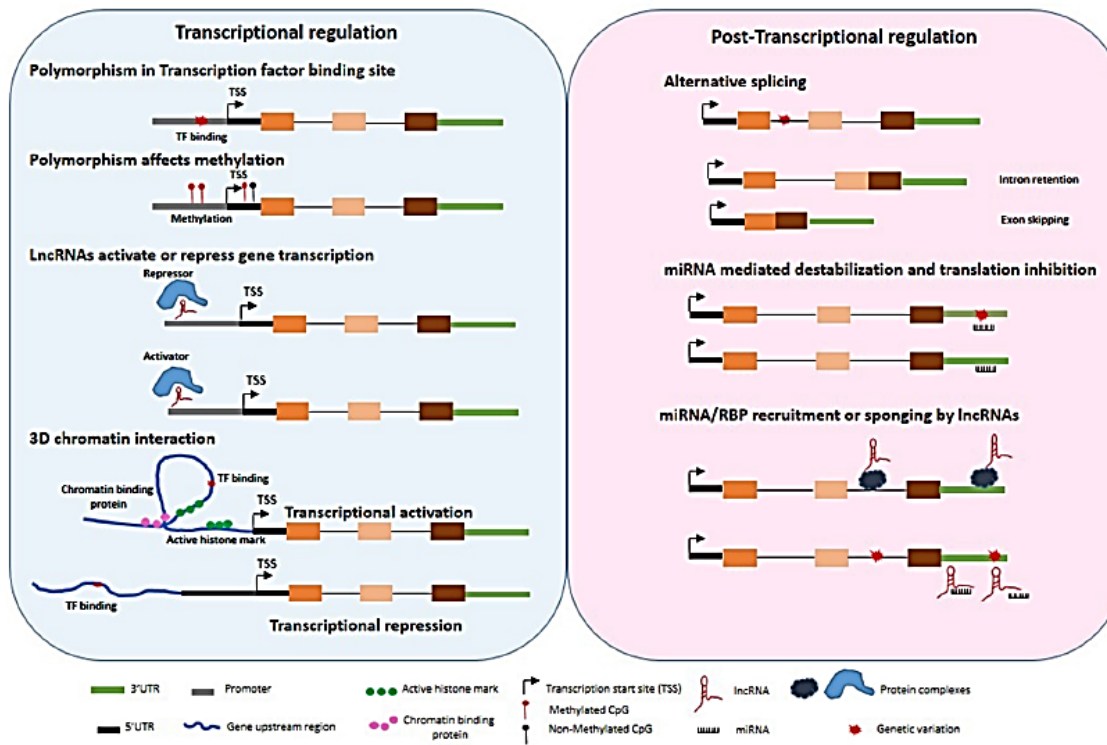 Transcriptional regulation
Polymorphism in Transcription factor binding site
TSS
TF binding
Polymorphism affects methylation
TSS
Methylation
LncRNAs activate or repress gene transcription
Repressor
TSS
Activator
TSS
3D chromatin interaction
TF binding
Chromatin binding
protein
TSS
Transcriptional activation
Active histone mark
TSS
TF binding
Transcriptional repression
Post-Transcriptional regulation
Alternative splicing
Intron retention
Exon skipping
miRNA mediated destabilization and translation inhibition
miRNA/RBP recruitment or sponging by lncRNAs
3'UTR
Promoter
Active histone mark
Transcription start site (TSS)
lncRNA
Protein complexes
Methylated CpG
5'UTR
Gene upstream region
Chromatin binding
protein
Non-Methylated CpG
miRNA
Genetic variation